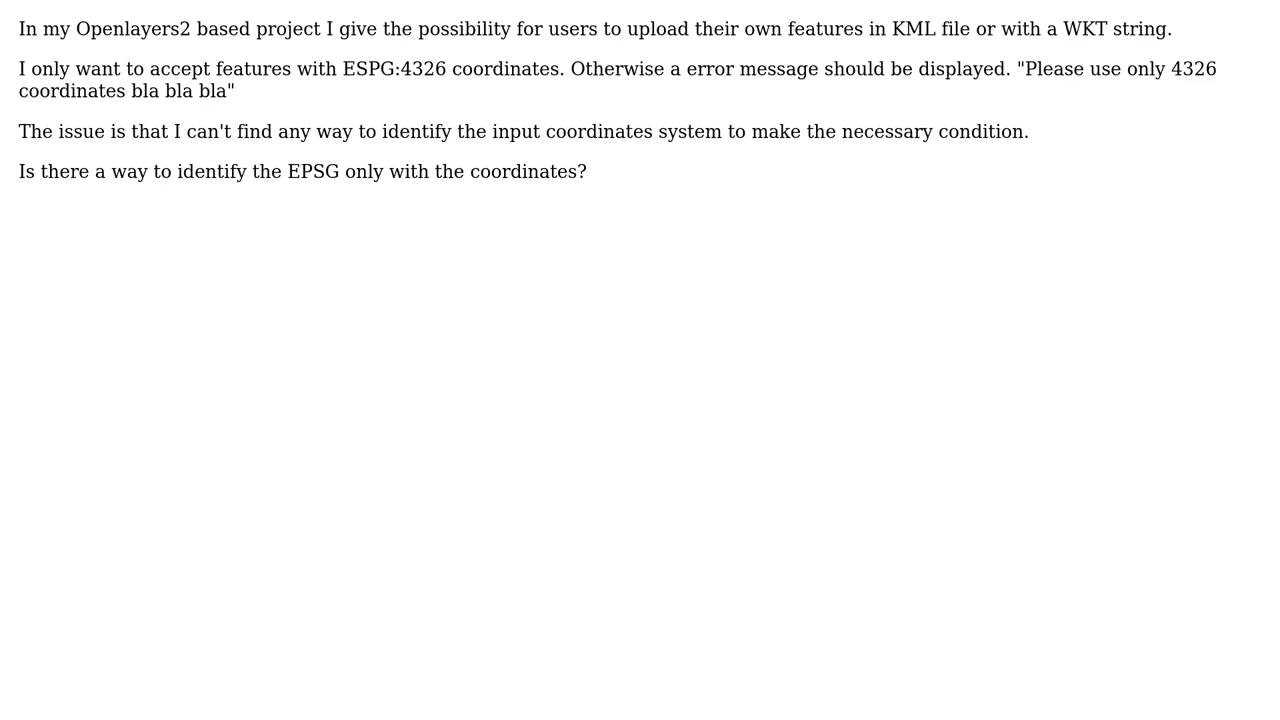 In my Openlayers2 based project I give the possibility for users to upload their own features in KML file or with a WKT string.
I only want to accept features with ESPG:4326 coordinates. Otherwise a error message should be displayed. "Please use only 4326
coordinates bla bla bla"
The issue is that I can't find any way to identify the input coordinates system to make the necessary condition.
Is there a way to identify the EPSG only with the coordinates?